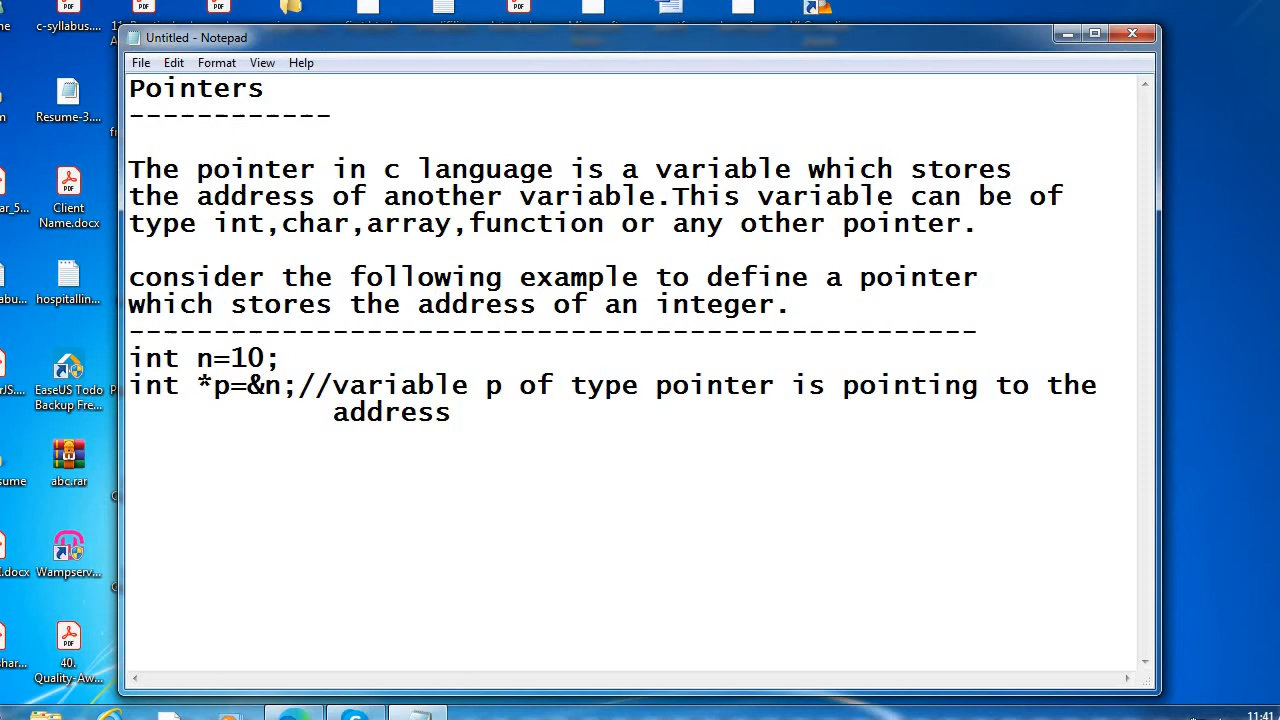 c-syllabus....
Untitled - Notepad
File Edit Format View Help
Pointers
------------
The pointer in c language is a variable which stores
the address of another variable.This variable can be of
type int,char,array,function or any other pointer.
consider the following example to define a pointer
which stores the address of an integer.
--------------------------------------------------
int n=10;
int *p=&n;//variable p of type pointer is pointing to the
address
Resume-3....
Client
Name.docx
hospitallin...
EaseUS Todo
Backup Fre...
abc.rar
Wampserv...
40.
Quality-Aw...
11:41